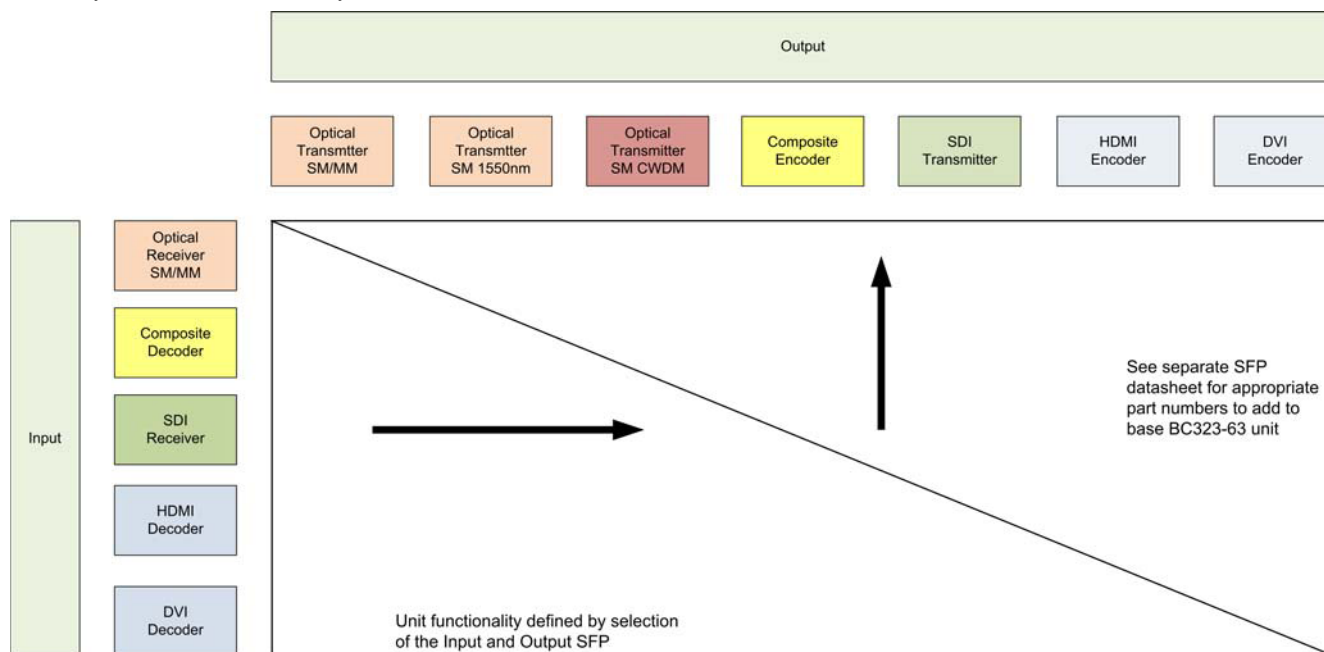 Output
Optical
Transmtter
SM/MM
Optical
Transmtter
SM 1550nm
Optical
Transmitter
SM CWDM
Composite
Encoder
SDI
Transmitter
HDMI
Encoder
DVI
Encoder
Input
Optical
Receiver
SM/MM
Composite
Decoder
SDI
Receiver
HDMI
Decoder
DVI
Decoder
See separate SFP
datasheet for appropriate
part numbers to add to
base BC323-63 unit
Unit functionality defined by selection
of the Input and Output SFP